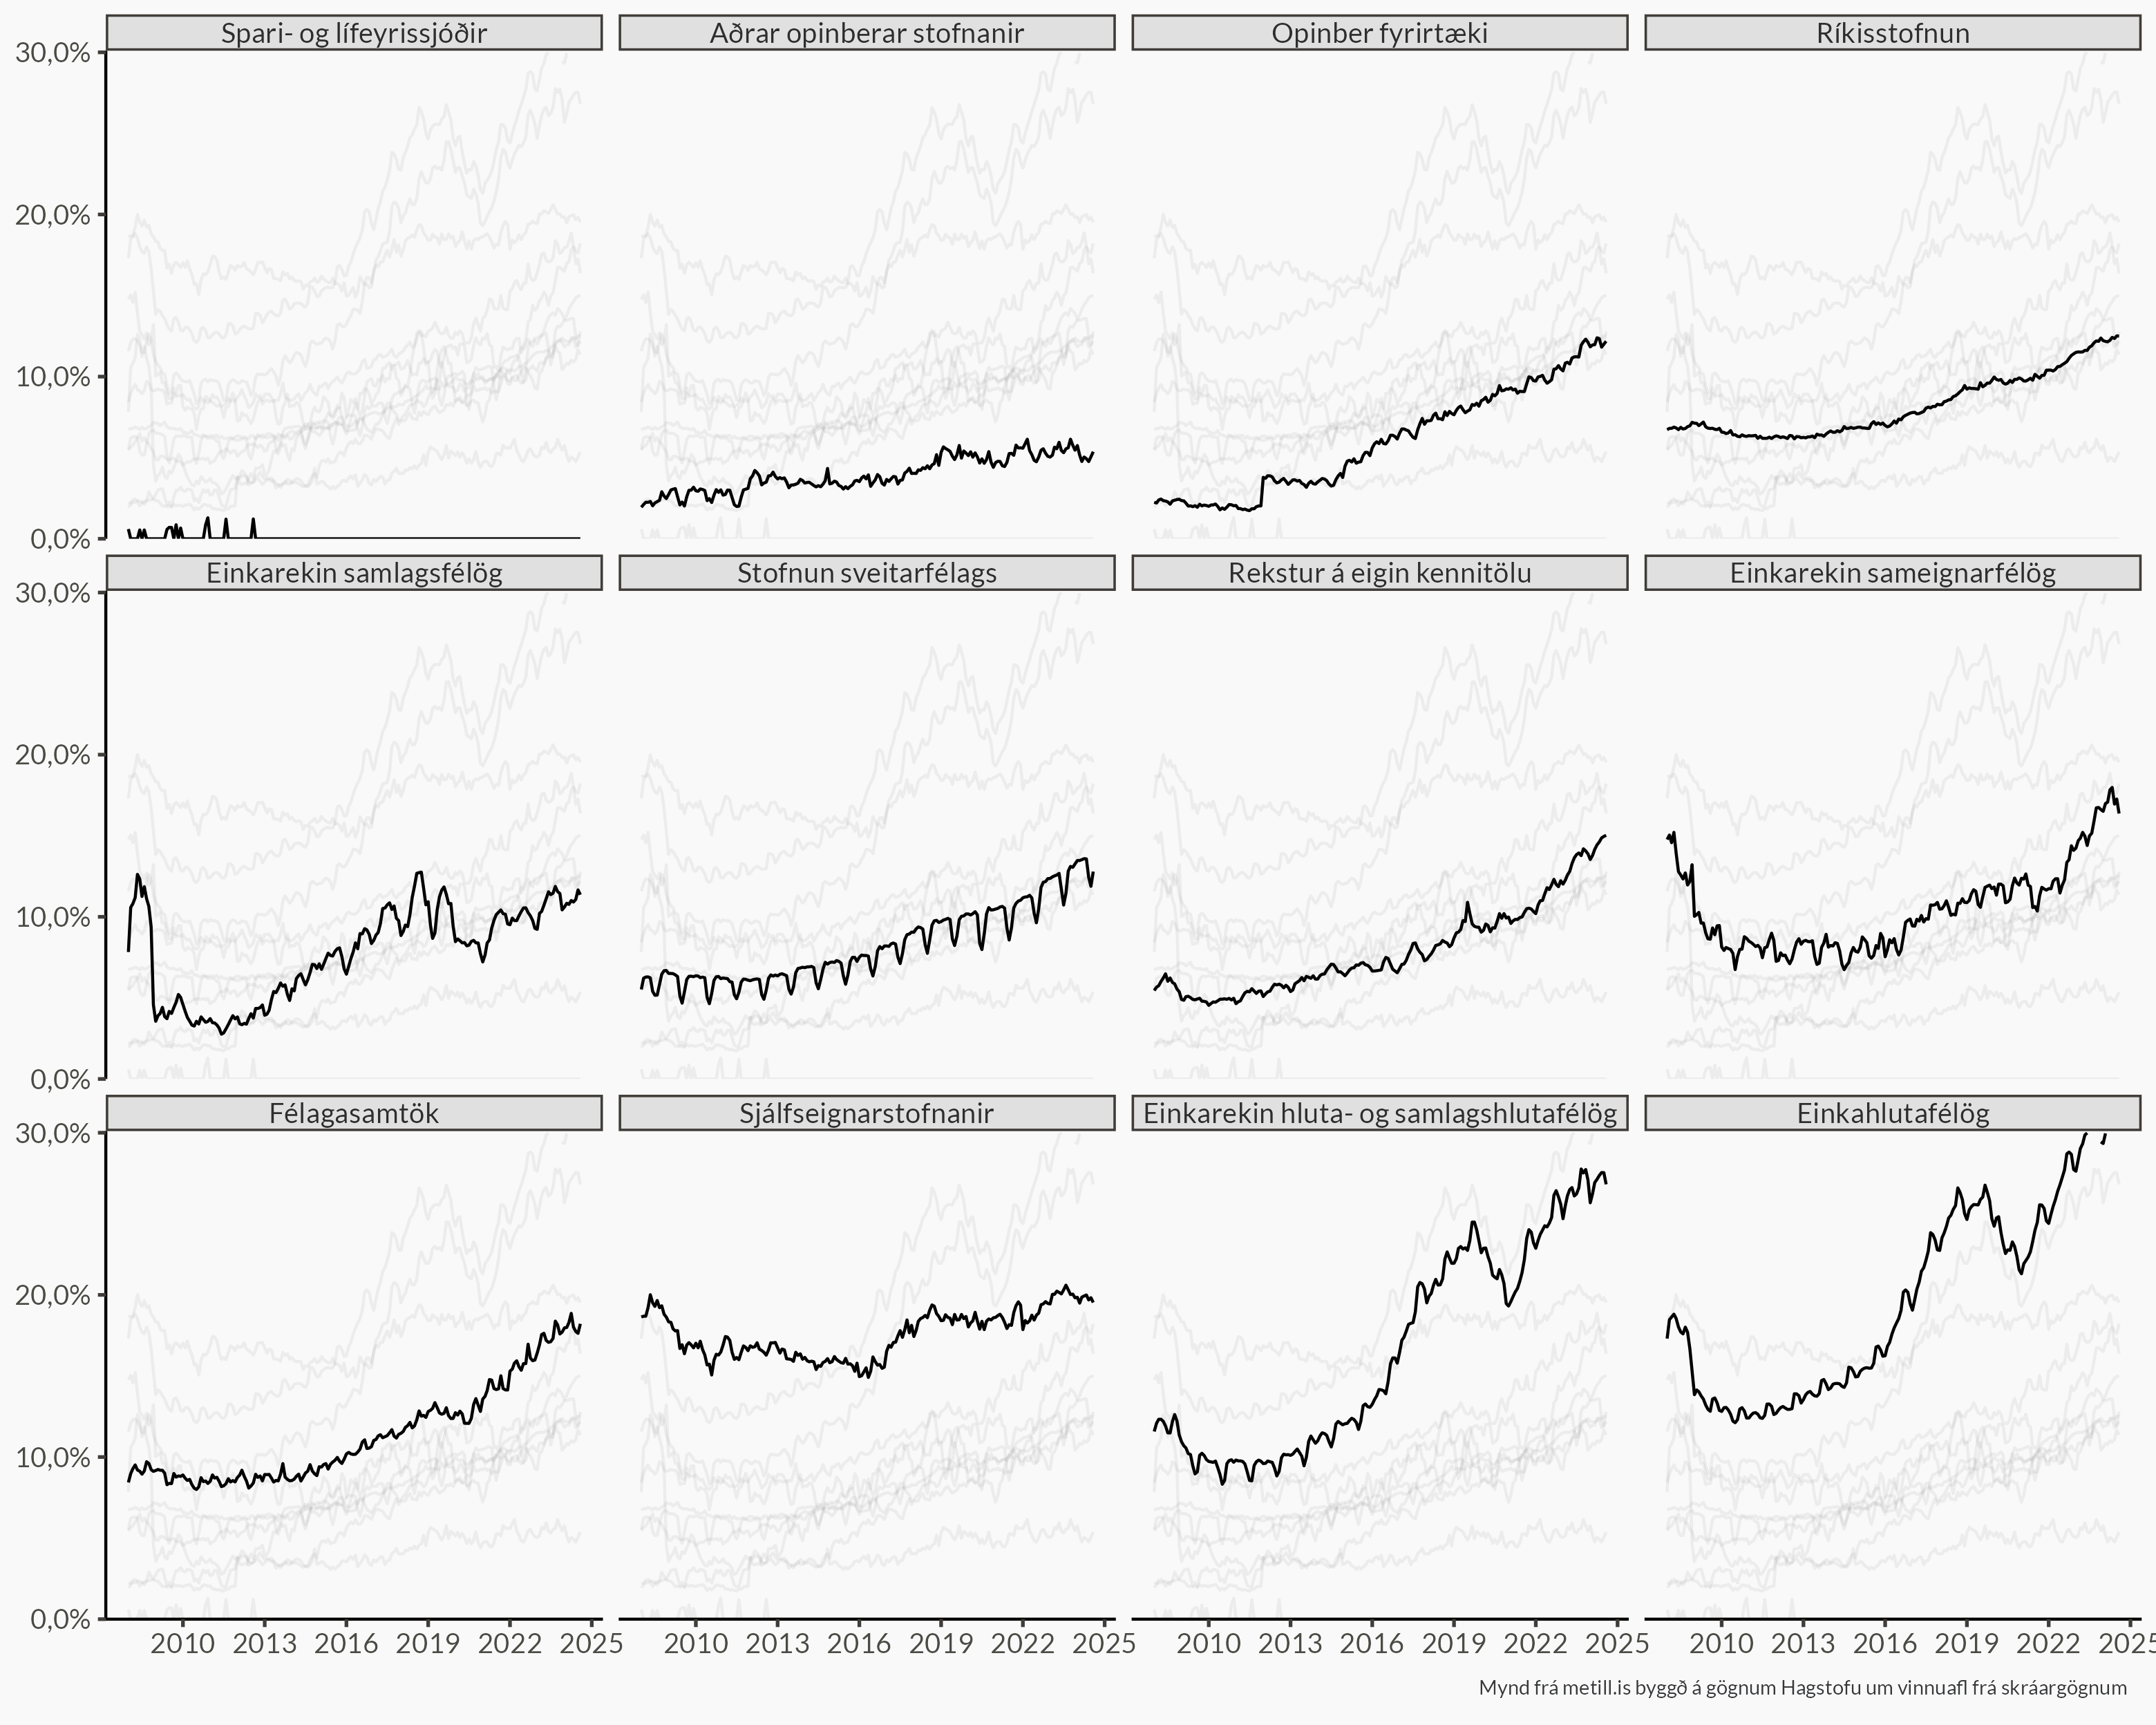 Spari- og lífeyrissjóðir Aðrar opinberar stofnanir Opinber fyrirtæki Ríkisstofnun
30,0%
20,0%
10,0%
0,0%
Einkarekin samlagsfélög Stofnun sveitarfélags Rekstur á eigin kennitölu Einkarekin sameignarfélög
30,0%
20,0%
10,0%
0,0%
Félagasamtök Sjálfseignarstofnanir Einkarekin hluta- og samlagshlutafélög Einkahlutafélög
30,0%
20,0%
10,0%
0,0%
2010 2013 2016 2019 2022 2025 2010 2013 2016 2019 2022 2025 2010 2013 2016 2019 2022 2025 2010 2013 2016 2019 2022 2025
Mynd frá metill.is byggð á gögnum Hagstofu um vinnuafl frá skráargögnum